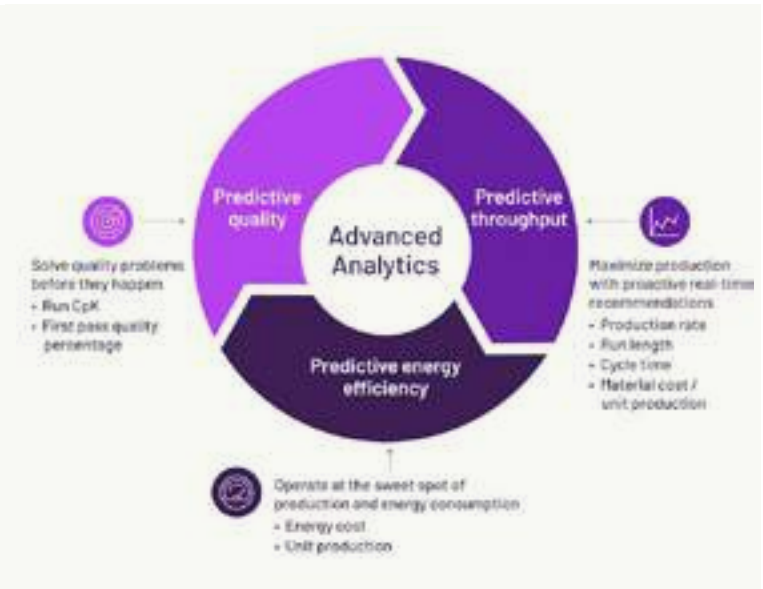 Predictive
quality
Predictive
throughput
Advanced
Analytics
Predictive energy
efficiency
Solve quality problems
before they happen
• Run CpK
• First pass quality
percentage
Maximize production
with proactive real-time
recommendations
• Production rate
• Run length
• Cycle time
• Material cost /
unit production
Operate at the sweet spot of
production and energy consumption
• Energy cost
• Unit production